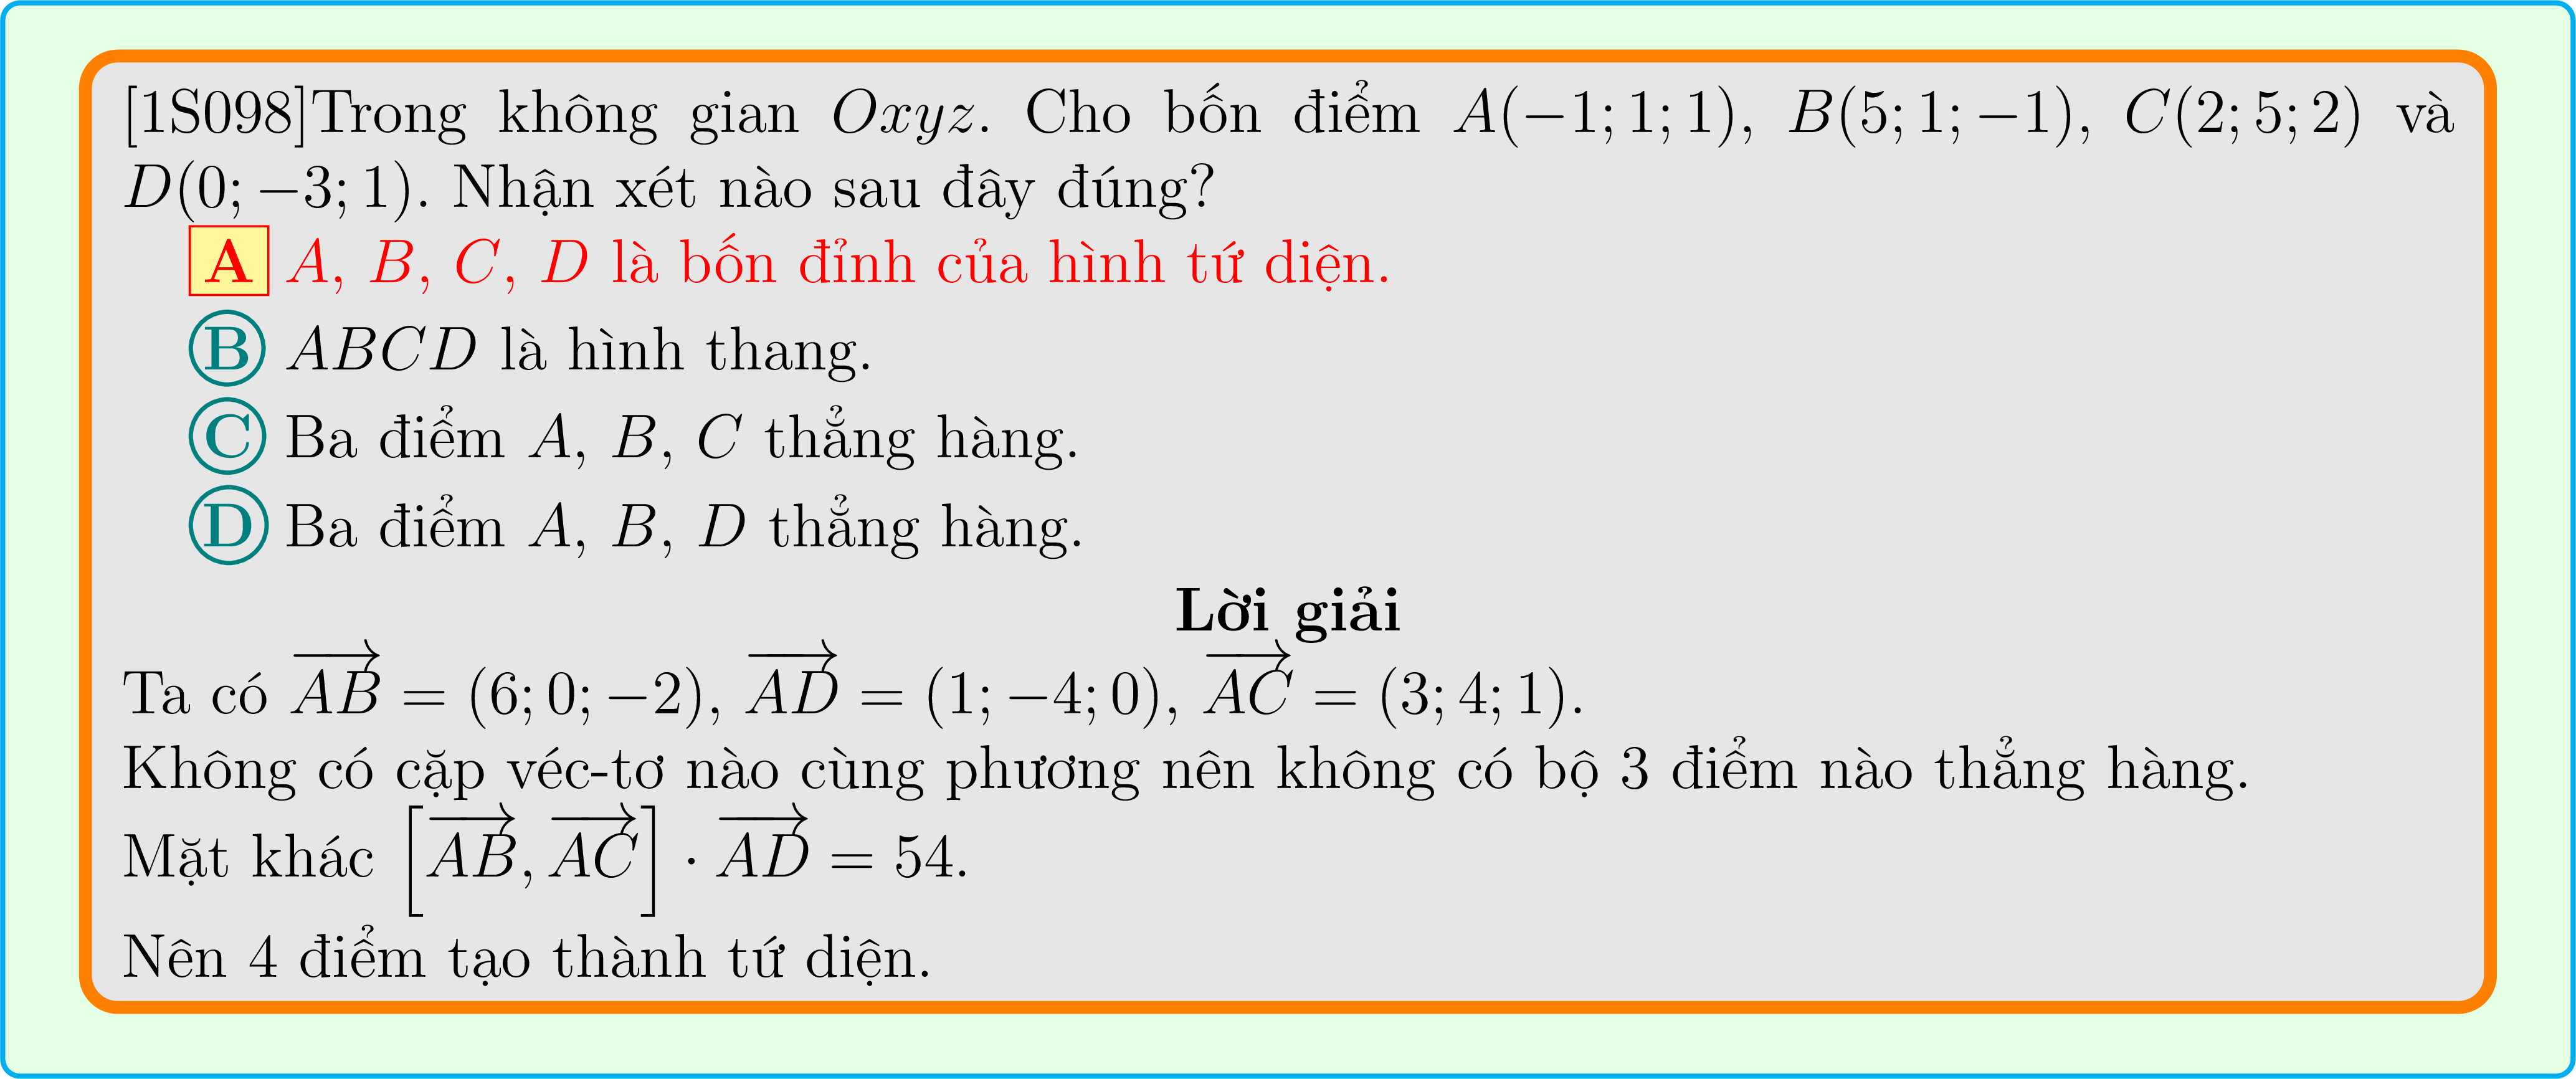 [1S098]Trong không gian Oxyz. Cho bốn điểm A(−1; 1; 1), B(5; 1; −1), C(2; 5; 2) và
D(0; −3; 1). Nhận xét nào sau đây đúng?
A A, B, C, D là bốn đỉnh của hình tứ diện.
B ABCD là hình thang.
C Ba điểm A, B, C thẳng hàng.
D Ba điểm A, B, D thẳng hàng.
Lời giải
Ta có $\overrightarrow{AB}$ = (6; 0; −2), $\overrightarrow{AD}$ = (1; −4; 0), $\overrightarrow{AC}$ = (3; 4; 1).
Không có cặp véc-tơ nào cùng phương nên không có bộ 3 điểm nào thẳng hàng.
Mặt khác [$\overrightarrow{AB}$, $\overrightarrow{AC}$] · $\overrightarrow{AD}$ = 54.
Nên 4 điểm tạo thành tứ diện.